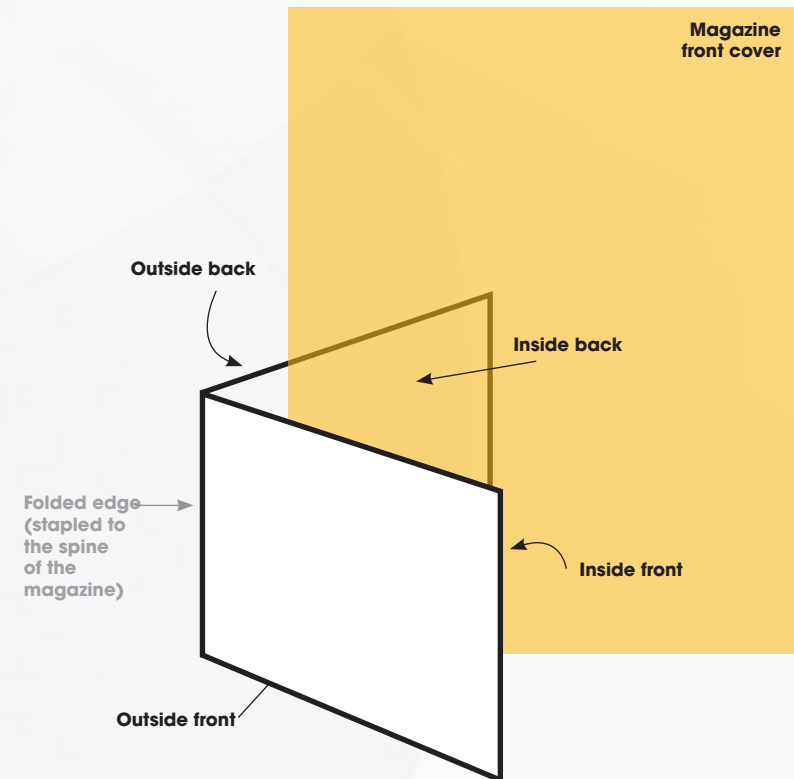 Magazine
front cover
Outside back
Inside back
Folded edge
(stapled to
the spine
of the
magazine)
Inside front
Outside front